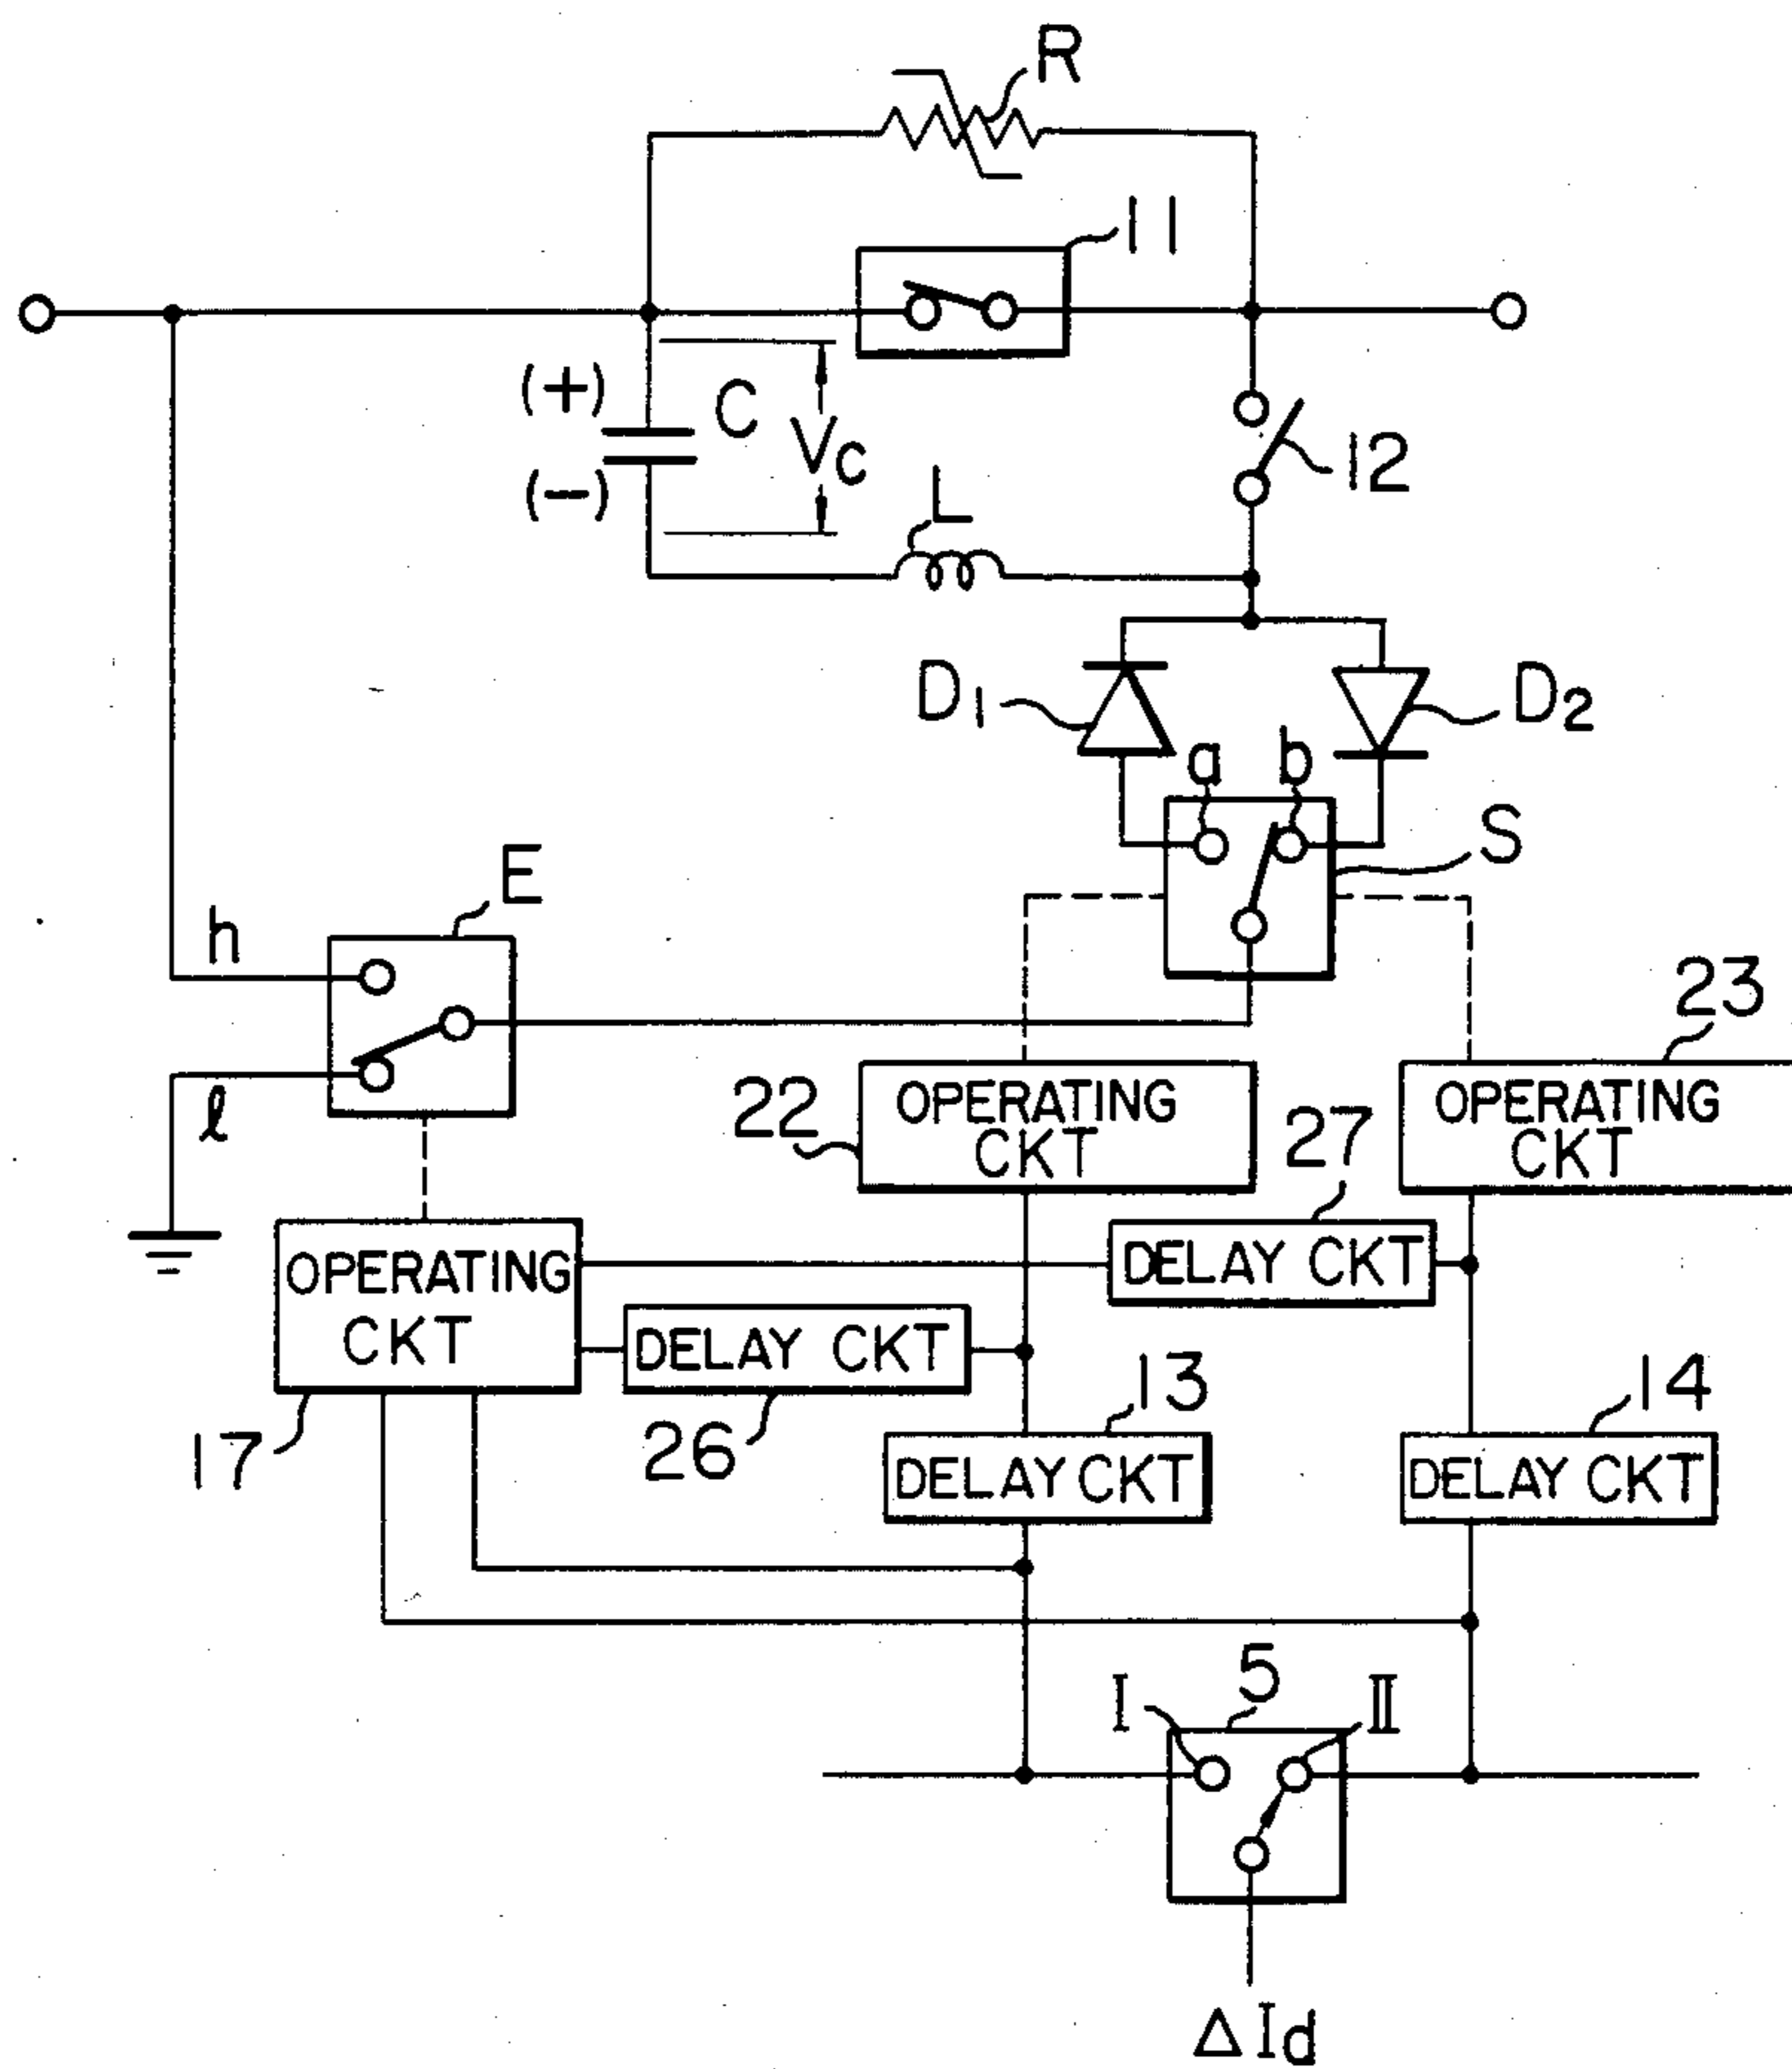 R
11
(+)
C
Vc
(-)
12
L
D1
D2
a
b
S
E
h
23
OPERATING
CKT
OPERATING
CKT
22
27
ℓ
DELAY CKT
OPERATING
CKT
DELAY CKT
13
14
17
26
DELAY CKT
DELAY CKT
5
I
II
ΔId